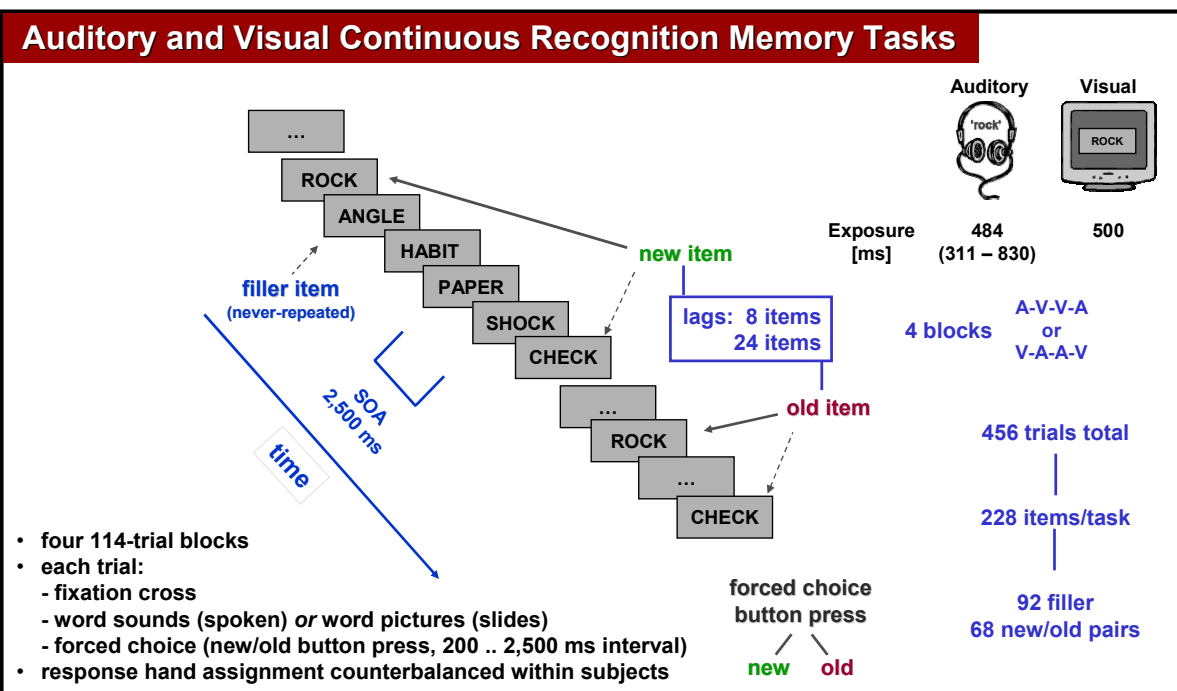 Auditory and Visual Continuous Recognition Memory Tasks
Auditory
Visual
'rock'
ROCK
Exposure
[ms]
484
(311 – 830)
500
...
ROCK
ANGLE
HABIT
PAPER
SHOCK
CHECK
...
ROCK
...
CHECK
new item
filler item
(never-repeated)
lags: 8 items
24 items
old item
SOA
2,500 ms
time
4 blocks
A-V-V-A
or
V-A-A-V
456 trials total
228 items/task
92 filler
68 new/old pairs
• four 114-trial blocks
• each trial:
- fixation cross
- word sounds (spoken) or word pictures (slides)
- forced choice (new/old button press, 200 .. 2,500 ms interval)
• response hand assignment counterbalanced within subjects
forced choice
button press
new old